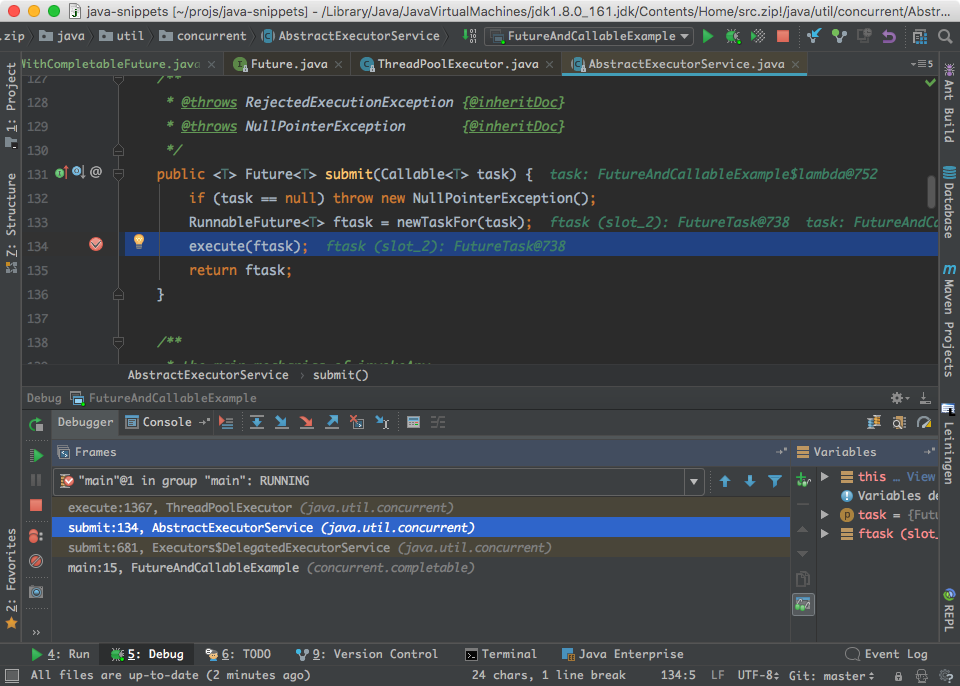 java-snippets [~/projs/java-snippets] - /Library/Java/JavaVirtualMachines/jdk1.8.0_161.jdk/Contents/Home/src.zip!/java/util/concurrent/Abstr...
.zip java util concurrent AbstractExecutorService FutureAndCallableExample
WithCompletableFuture.java Future.java ThreadPoolExecutor.java AbstractExecutorService.java 5
127 /**
128 * @throws RejectedExecutionException {@inheritDoc}
129 * @throws NullPointerException {@inheritDoc}
130 */
131 @ public <T> Future<T> submit(Callable<T> task) { task: FutureAndCallableExample$lambda@752
132 if (task == null) throw new NullPointerException();
133 RunnableFuture<T> ftask = newTaskFor(task); ftask (slot_2): FutureTask@738 task: FutureAndCa
134 execute(ftask); ftask (slot_2): FutureTask@738
135 return ftask;
136 }
137
138 /**
AbstractExecutorService › submit()
Debug FutureAndCallableExample
Debugger Console
Frames
Variables
"main"@1 in group "main": RUNNING
execute:1367, ThreadPoolExecutor (java.util.concurrent)
submit:134, AbstractExecutorService (java.util.concurrent)
submit:681, Executors$DelegatedExecutorService (java.util.concurrent)
main:15, FutureAndCallableExample (concurrent.completable)
this … View
Variables de
task = {Futu
ftask (slot_
1: Project
7: Structure
2: Favorites
Ant Build
Database
Maven Projects
Leiningen
REPL
4: Run 5: Debug 6: TODO 9: Version Control Terminal Java Enterprise Event Log
All files are up-to-date (2 minutes ago) 24 chars, 1 line break 134:5 LF UTF-8 Git: master